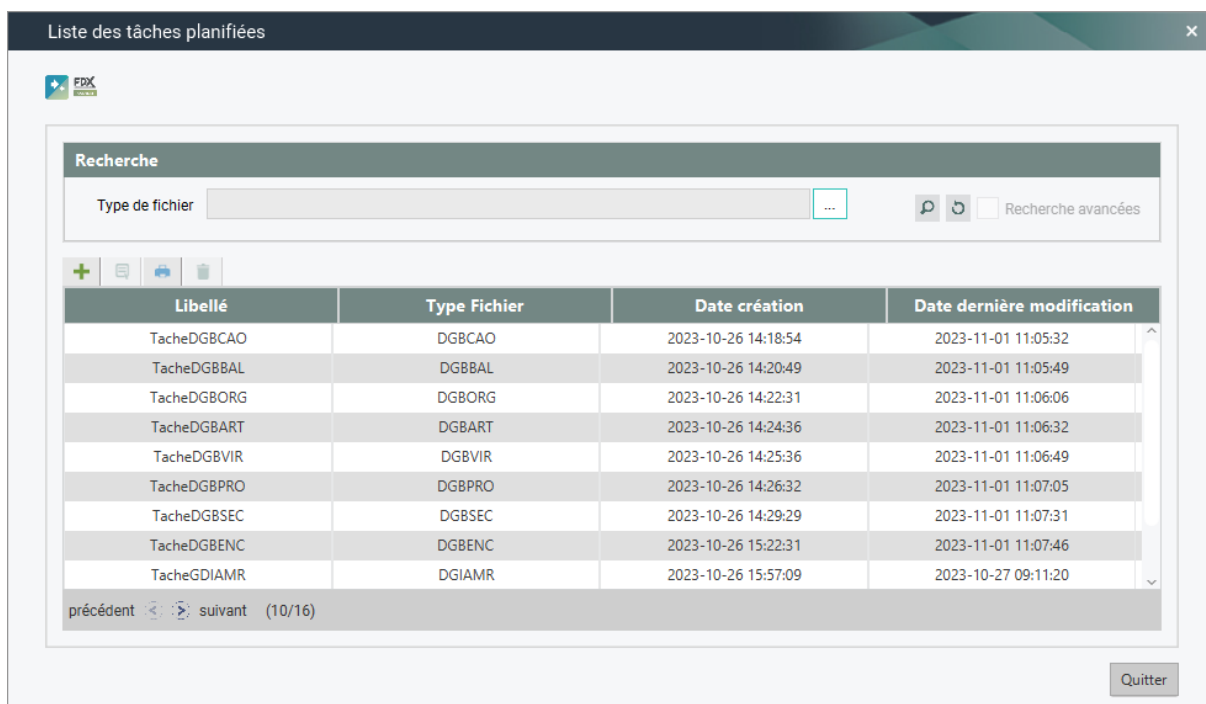 Liste des tâches planifiées
FDX
Recherche
Type de fichier ... Recherche avancées
Libellé Type Fichier Date création Date dernière modification
TacheDGBCAO DGBCAO 2023-10-26 14:18:54 2023-11-01 11:05:32
TacheDGBBAL DGBBAL 2023-10-26 14:20:49 2023-11-01 11:05:49
TacheDGBORG DGBORG 2023-10-26 14:22:31 2023-11-01 11:06:06
TacheDGBART DGBART 2023-10-26 14:24:36 2023-11-01 11:06:32
TacheDGBVIR DGBVIR 2023-10-26 14:25:36 2023-11-01 11:06:49
TacheDGBPRO DGBPRO 2023-10-26 14:26:32 2023-11-01 11:07:05
TacheDGBSEC DGBSEC 2023-10-26 14:29:29 2023-11-01 11:07:31
TacheDGBENC DGBENC 2023-10-26 15:22:31 2023-11-01 11:07:46
TacheGDIAMR DGIAMR 2023-10-26 15:57:09 2023-10-27 09:11:20
précédent < > suivant (10/16)
Quitter